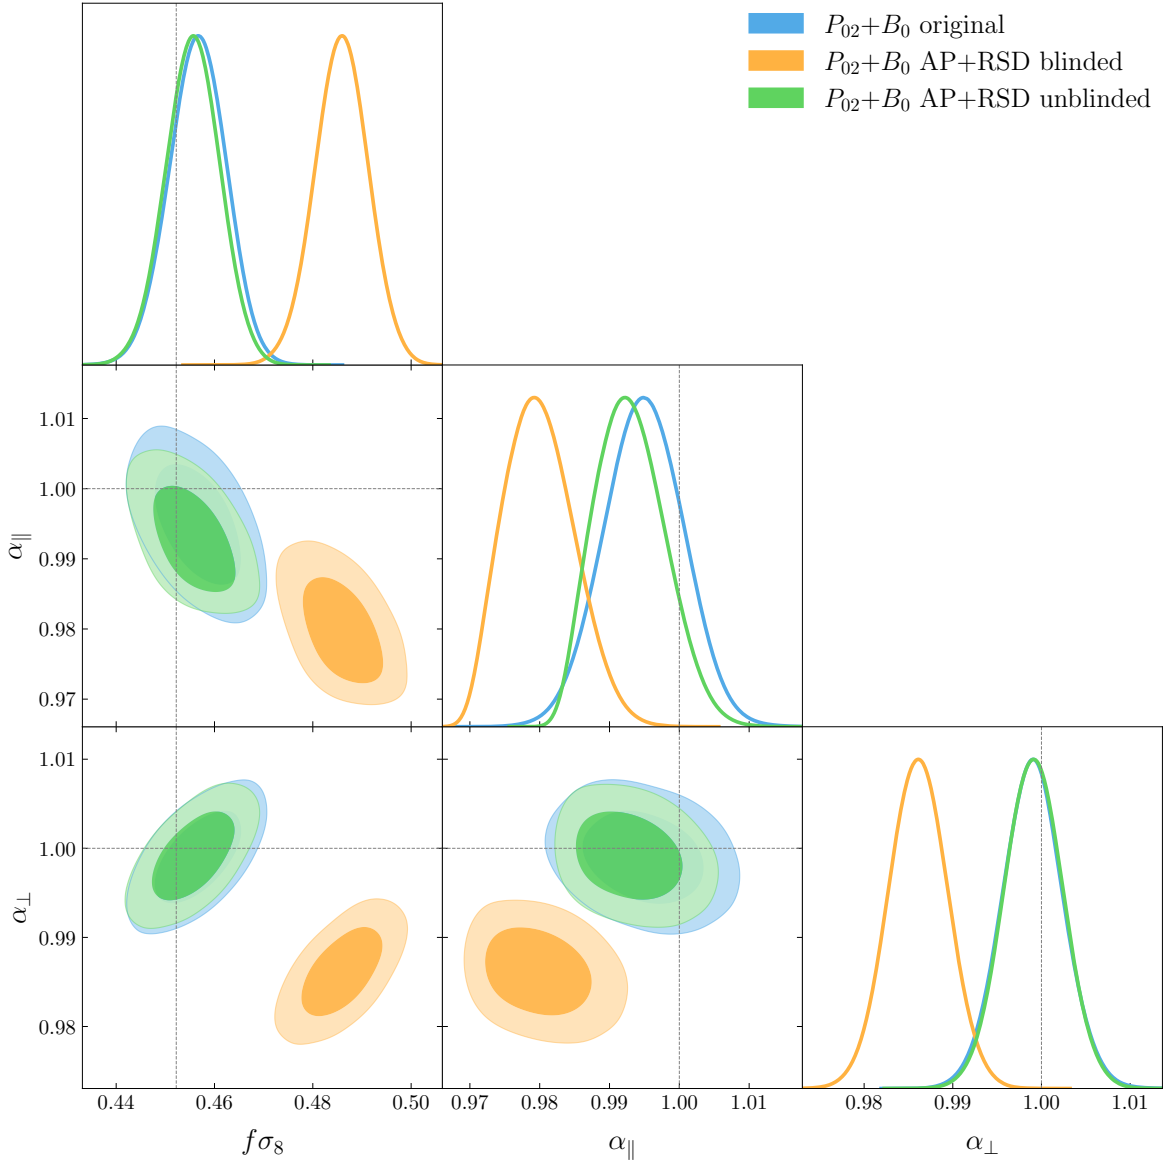 P₀₂+B₀ original
P₀₂+B₀ AP+RSD blinded
P₀₂+B₀ AP+RSD unblinded
1.01
1.00
0.99
0.98
0.97
α∥
1.01
1.00
0.99
0.98
α⊥
0.44 0.46 0.48 0.50
0.97 0.98 0.99 1.00 1.01
0.98 0.99 1.00 1.01
fσ₈
α∥
α⊥